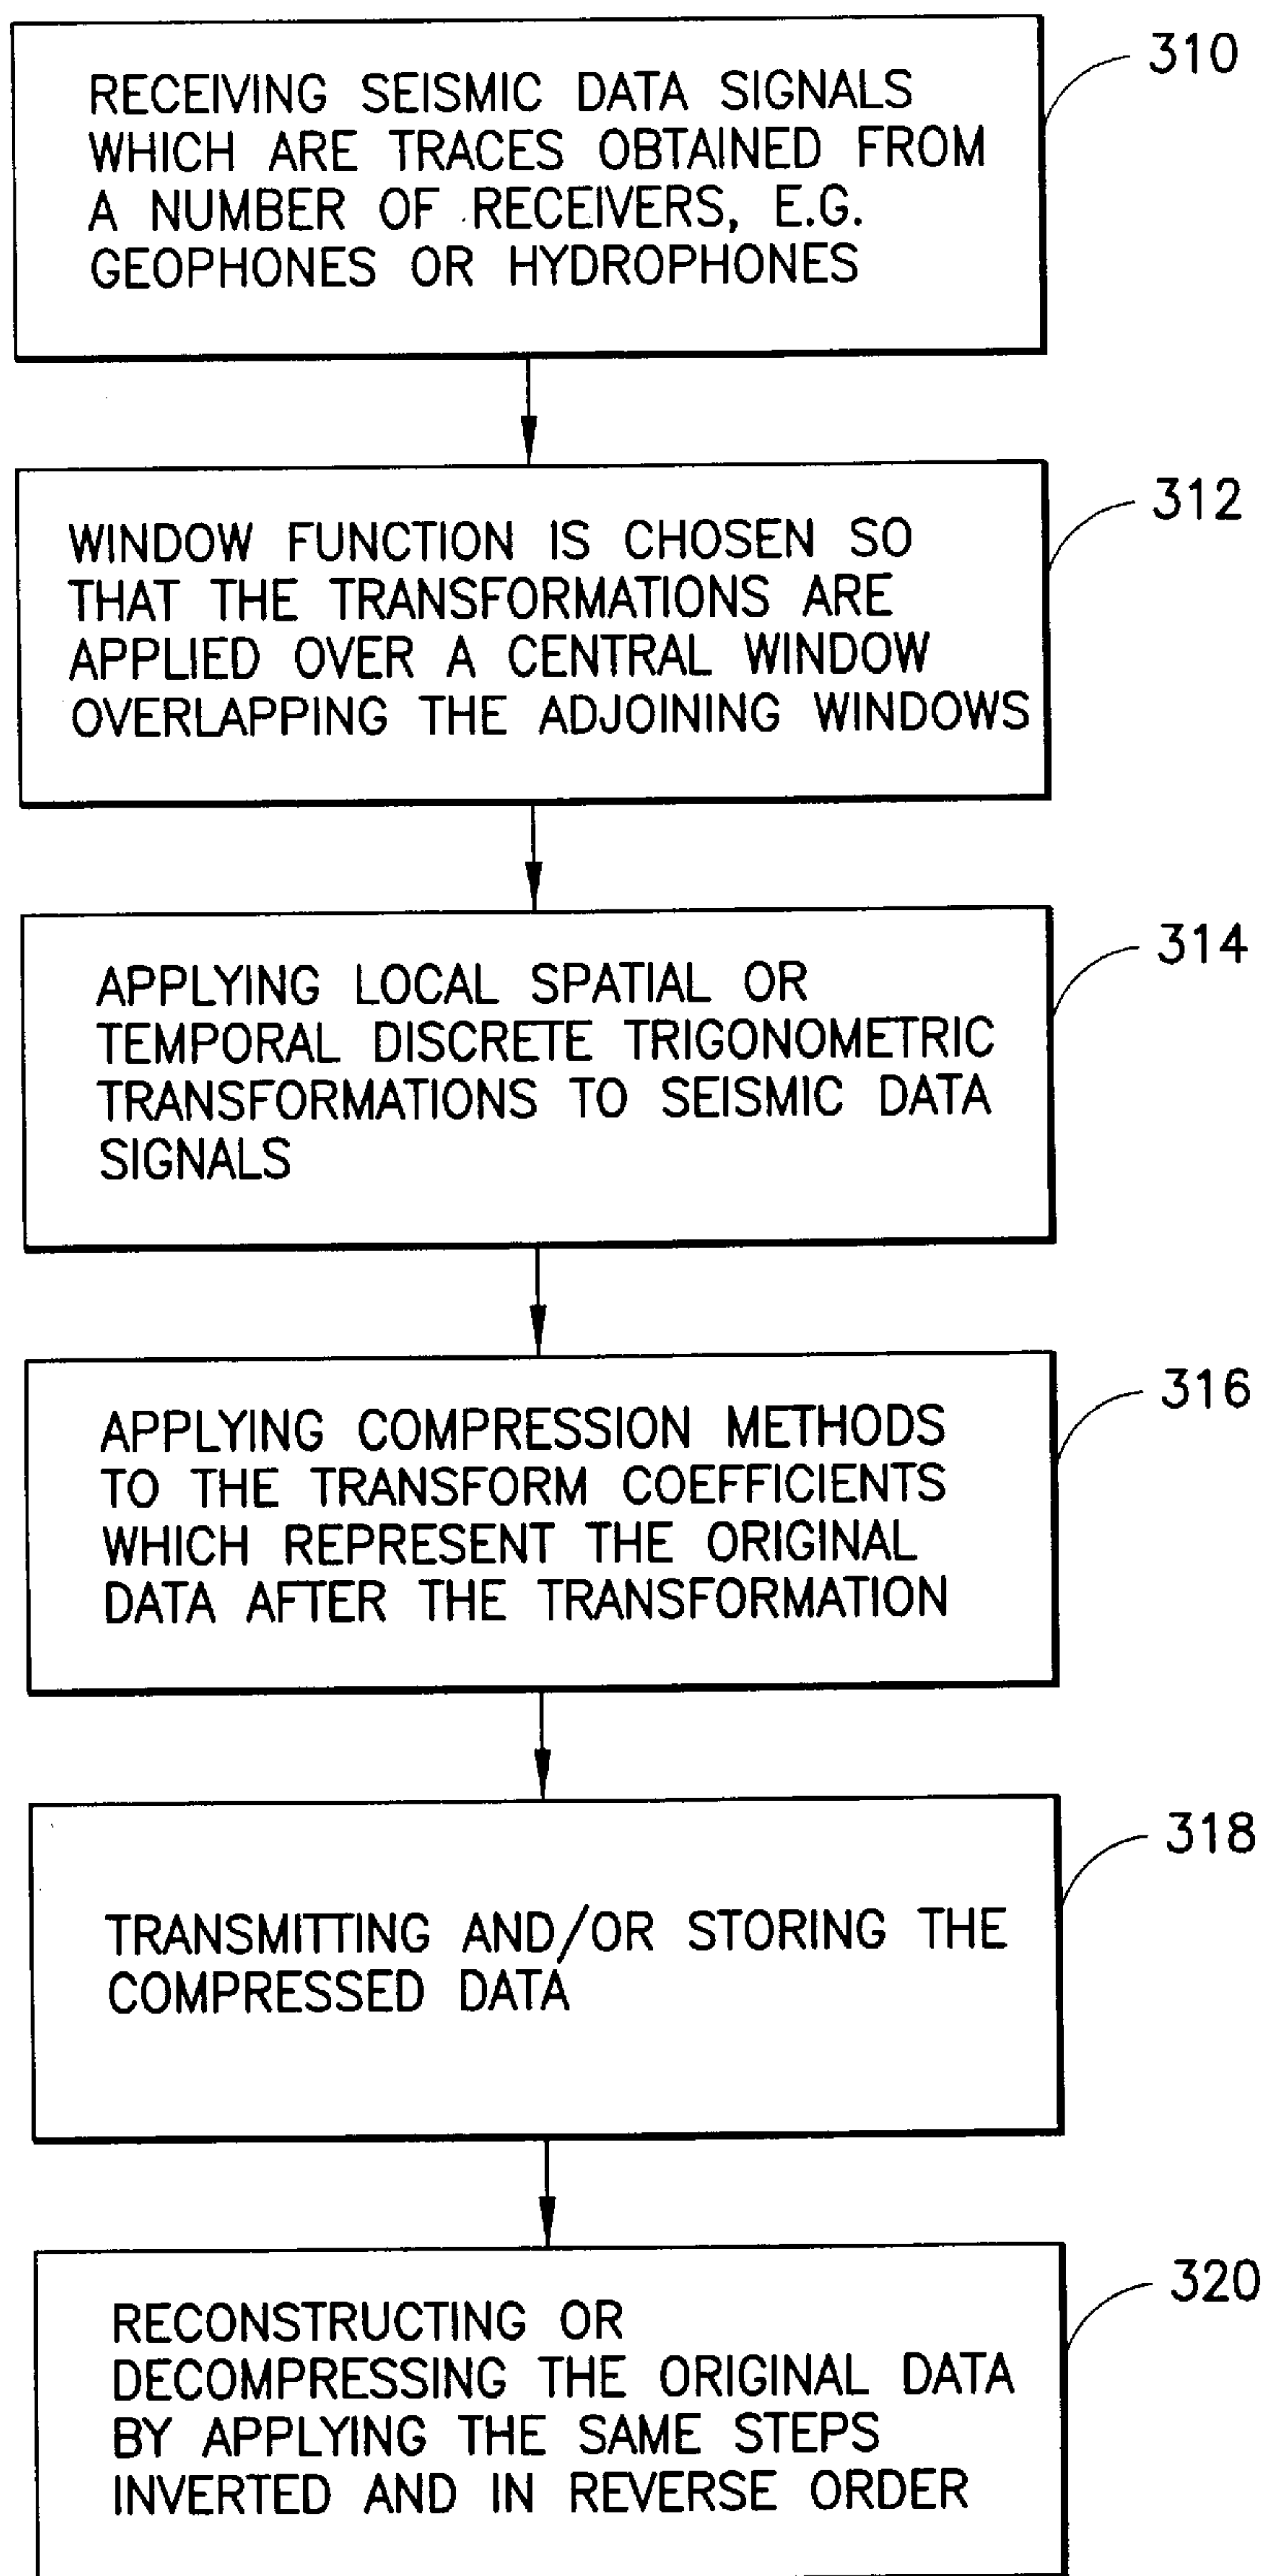 310
RECEIVING SEISMIC DATA SIGNALS
WHICH ARE TRACES OBTAINED FROM
A NUMBER OF RECEIVERS, E.G.
GEOPHONES OR HYDROPHONES
312
WINDOW FUNCTION IS CHOSEN SO
THAT THE TRANSFORMATIONS ARE
APPLIED OVER A CENTRAL WINDOW
OVERLAPPING THE ADJOINING WINDOWS
314
APPLYING LOCAL SPATIAL OR
TEMPORAL DISCRETE TRIGONOMETRIC
TRANSFORMATIONS TO SEISMIC DATA
SIGNALS
316
APPLYING COMPRESSION METHODS
TO THE TRANSFORM COEFFICIENTS
WHICH REPRESENT THE ORIGINAL
DATA AFTER THE TRANSFORMATION
318
TRANSMITTING AND/OR STORING THE
COMPRESSED DATA
320
RECONSTRUCTING OR
DECOMPRESSING THE ORIGINAL DATA
BY APPLYING THE SAME STEPS
INVERTED AND IN REVERSE ORDER